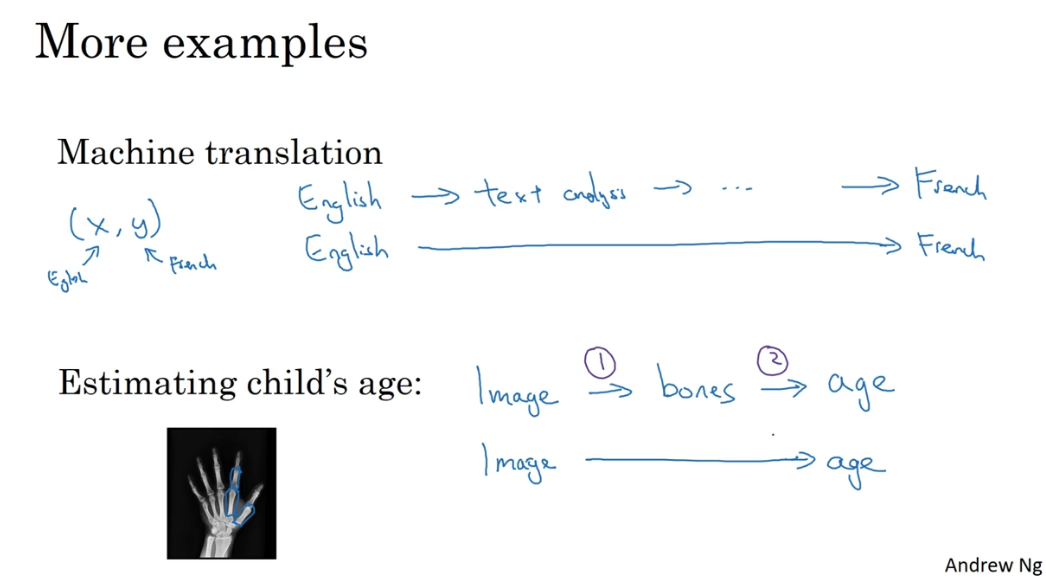 More examples
Machine translation
English → text analysis → ... → French
(x, y)
English → French
French
Estimating child's age:
① ②
Image → bones → age
Image → age
Andrew Ng